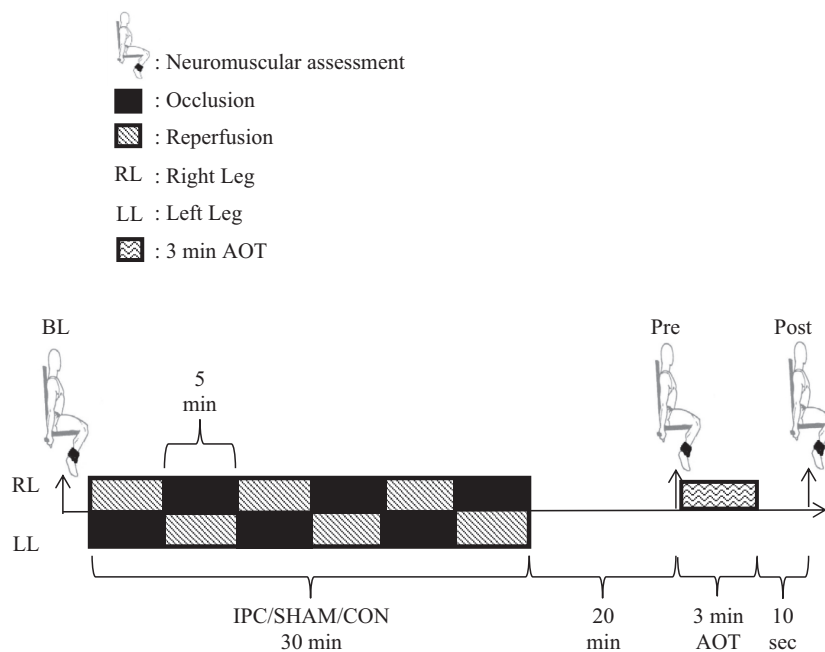 : Neuromuscular assessment
: Occlusion
: Reperfusion
RL : Right Leg
LL : Left Leg
: 3 min AOT
BL
Pre
Post
5
min
RL
LL
IPC/SHAM/CON
30 min
20
min
3 min
AOT
10
sec